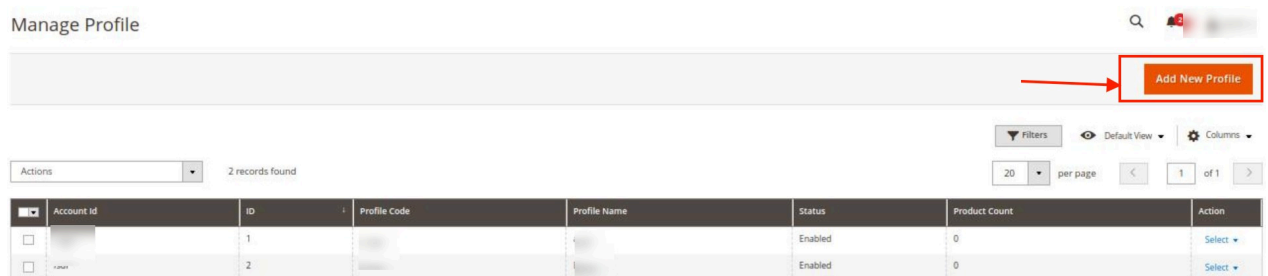 Manage Profile
2
Add New Profile
Filters Default View Columns
Actions 2 records found 20 per page 1 of 1
Account Id ID Profile Code Profile Name Status Product Count Action
1 Enabled 0 Select
2 Enabled 0 Select